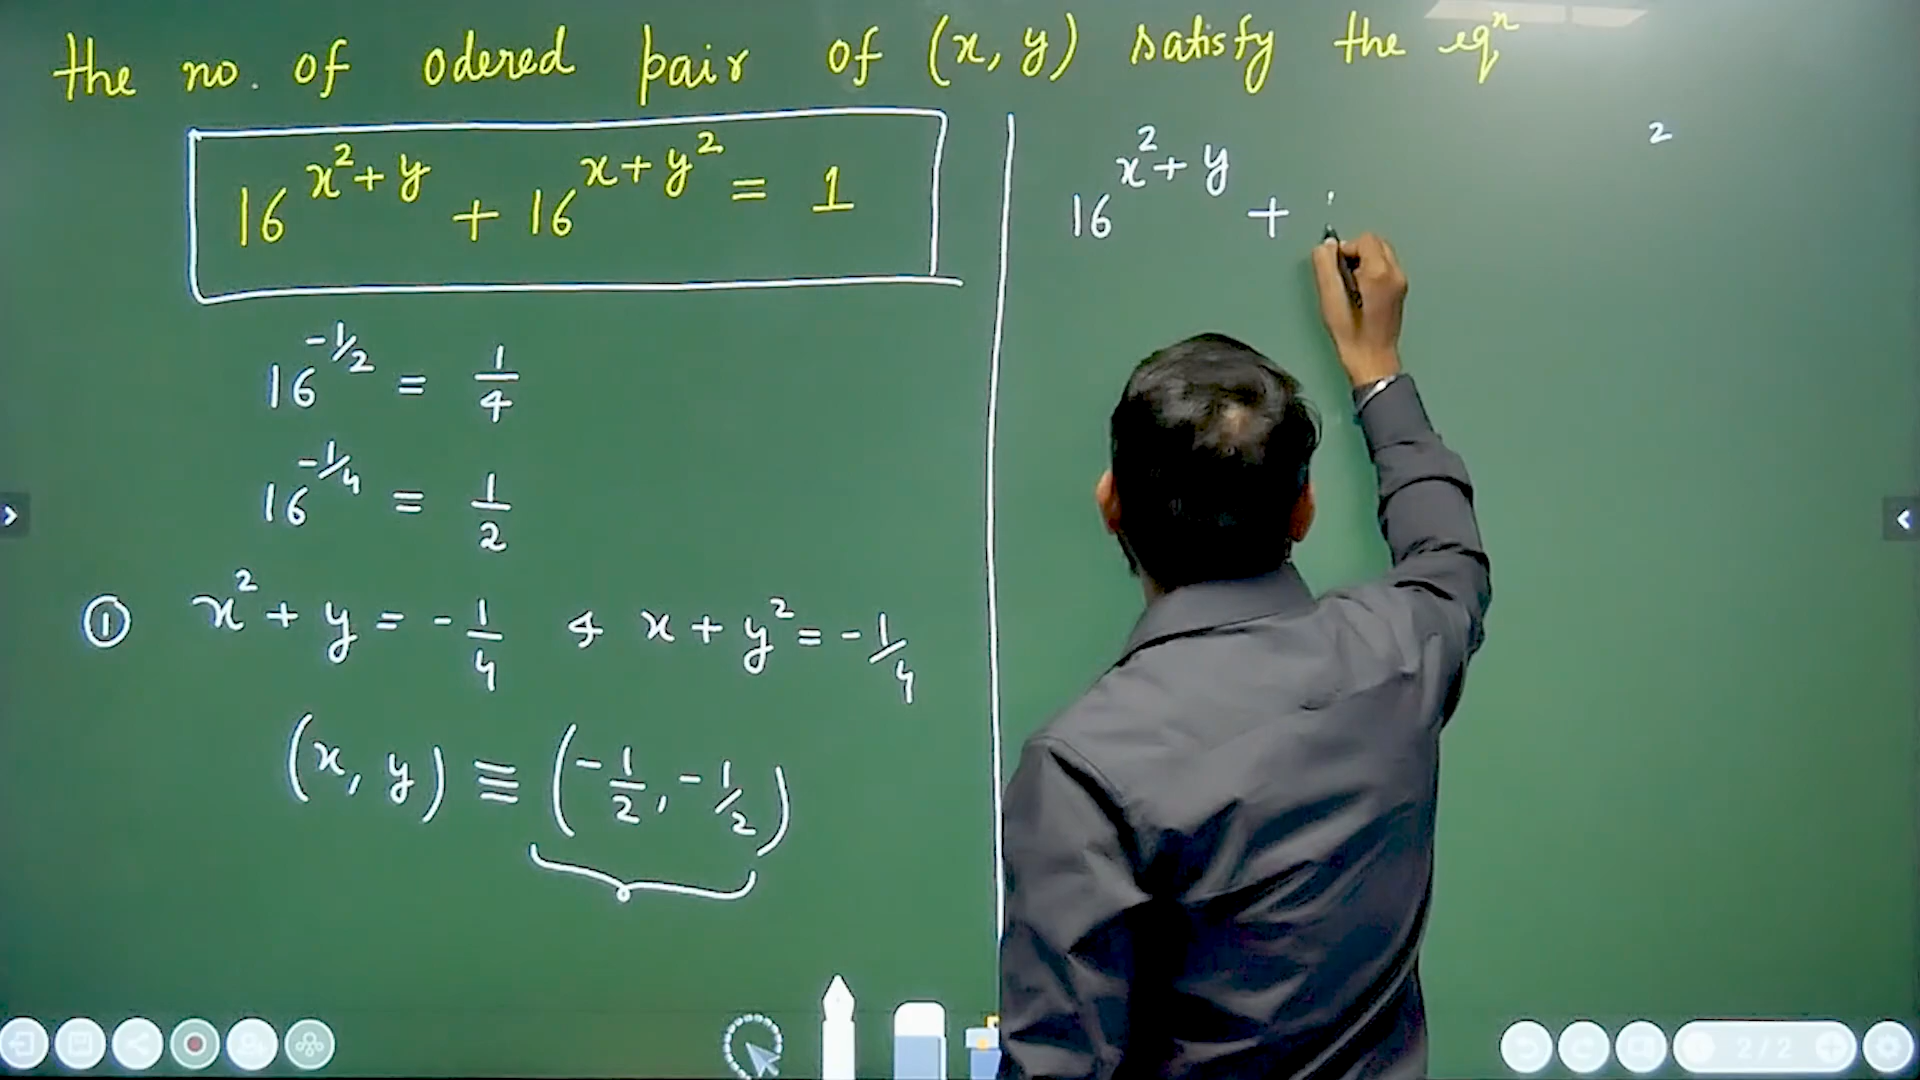 the no. of odered pair of (x, y) satisfy the eqⁿ
16^(x²+y) + 16^(x+y²) = 1
16^(-1/2) = 1/4
16^(-1/4) = 1/2
① x² + y = -1/4 & x + y² = -1/4
(x, y) ≡ (-1/2, -1/2)
16^(x²+y) +
2
2/2